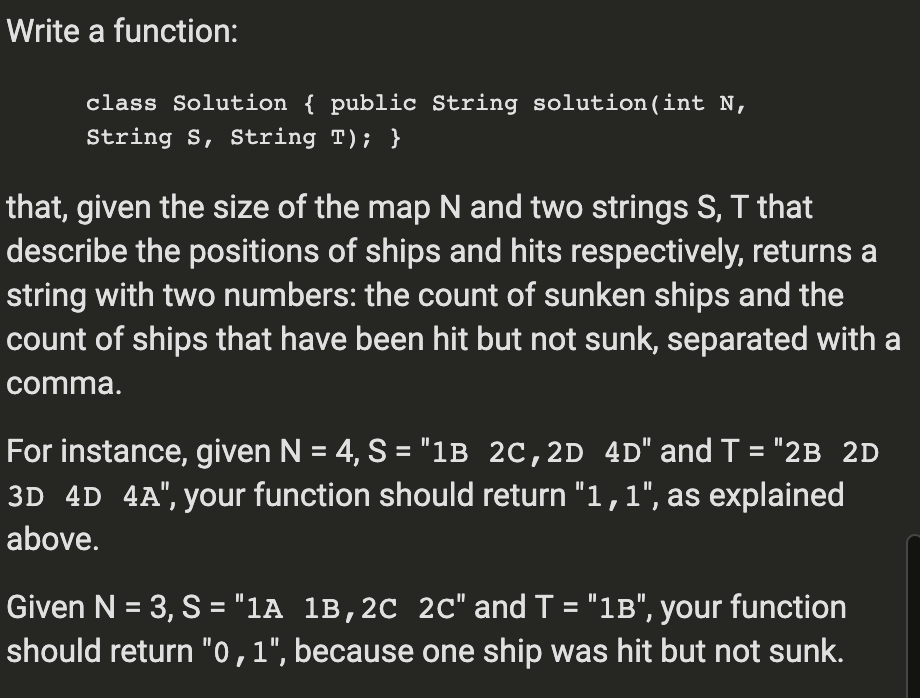 Write a function:
class Solution { public String solution(int N,
String S, String T); }
that, given the size of the map N and two strings S, T that
describe the positions of ships and hits respectively, returns a
string with two numbers: the count of sunken ships and the
count of ships that have been hit but not sunk, separated with a
comma.
For instance, given N = 4, S = "1B 2C,2D 4D" and T = "2B 2D
3D 4D 4A", your function should return "1,1", as explained
above.
Given N = 3, S = "1A 1B,2C 2C" and T = "1B", your function
should return "0,1", because one ship was hit but not sunk.